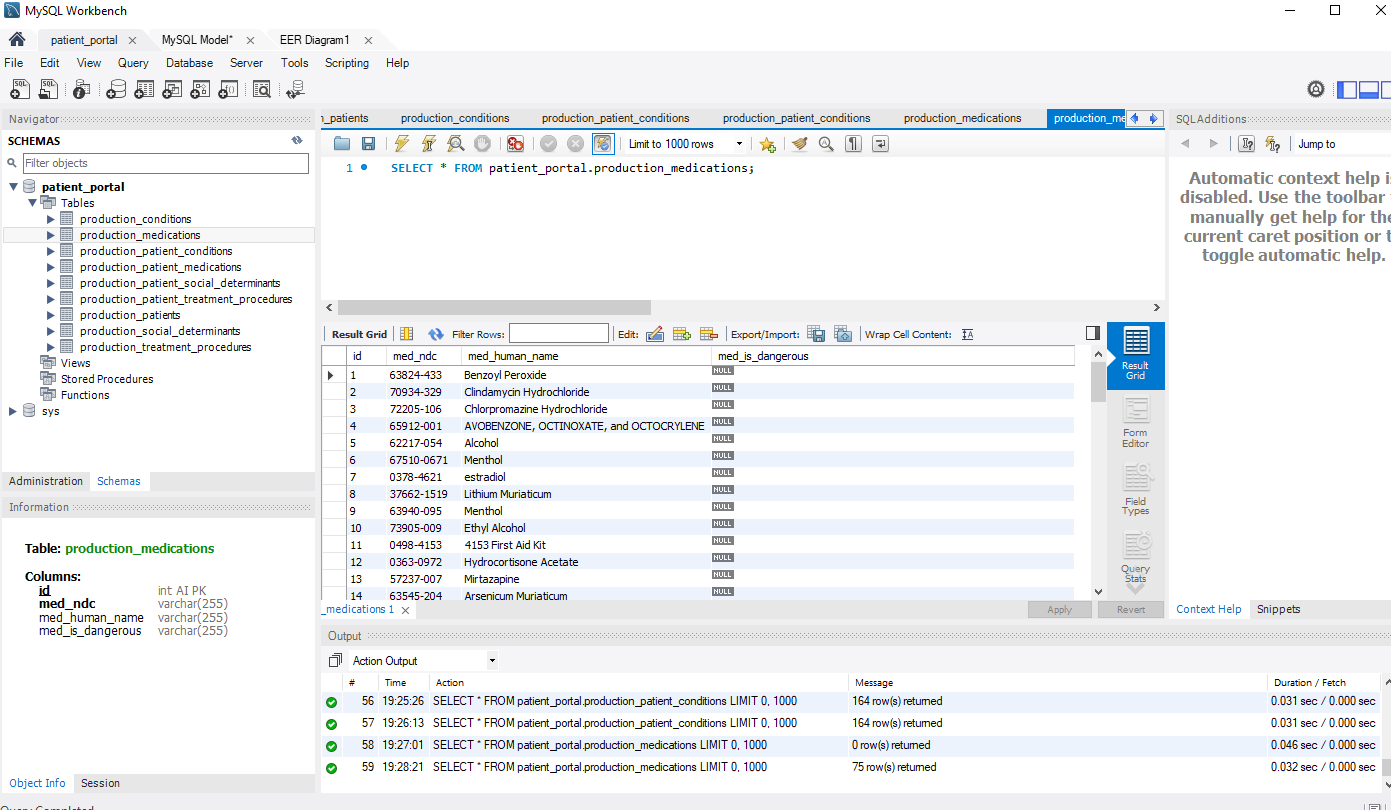 MySQL Workbench
patient_portal
MySQL Model*
EER Diagram1
File Edit View Query Database Server Tools Scripting Help
Navigator
SCHEMAS
Filter objects
patient_portal
Tables
production_conditions
production_medications
production_patient_conditions
production_patient_medications
production_patient_social_determinants
production_patient_treatment_procedures
production_patients
production_social_determinants
production_treatment_procedures
Views
Stored Procedures
Functions
sys
Administration Schemas
Information
Table: production_medications
Columns:
id int AI PK
med_ndc varchar(255)
med_human_name varchar(255)
med_is_dangerous varchar(255)
Object Info Session
n_patients production_conditions production_patient_conditions production_patient_conditions production_medications production_me
Limit to 1000 rows
1 SELECT * FROM patient_portal.production_medications;
Result Grid Filter Rows: Edit: Export/Import: Wrap Cell Content:
id med_ndc med_human_name med_is_dangerous
1 63824-433 Benzoyl Peroxide NULL
2 70934-329 Clindamycin Hydrochloride NULL
3 72205-106 Chlorpromazine Hydrochloride NULL
4 65912-001 AVOBENZONE, OCTINOXATE, and OCTOCRYLENE NULL
5 62217-054 Alcohol NULL
6 67510-0671 Menthol NULL
7 0378-4621 estradiol NULL
8 37662-1519 Lithium Muriaticum NULL
9 63940-095 Menthol NULL
10 73905-009 Ethyl Alcohol NULL
11 0498-4153 4153 First Aid Kit NULL
12 0363-0972 Hydrocortisone Acetate NULL
13 57237-007 Mirtazapine NULL
14 63545-204 Arsenicum Muriaticum NULL
Result
Grid
Form
Editor
Field
Types
Query
Stats
_medications 1
Apply Revert
SQLAdditions
Jump to
Automatic context help is
disabled. Use the toolbar
manually get help for the
current caret position or t
toggle automatic help.
Context Help Snippets
Output
Action Output
# Time Action Message Duration / Fetch
56 19:25:26 SELECT * FROM patient_portal.production_patient_conditions LIMIT 0, 1000 164 row(s) returned 0.031 sec / 0.000 sec
57 19:26:13 SELECT * FROM patient_portal.production_patient_conditions LIMIT 0, 1000 164 row(s) returned 0.031 sec / 0.000 sec
58 19:27:01 SELECT * FROM patient_portal.production_medications LIMIT 0, 1000 0 row(s) returned 0.046 sec / 0.000 sec
59 19:28:21 SELECT * FROM patient_portal.production_medications LIMIT 0, 1000 75 row(s) returned 0.032 sec / 0.000 sec
Query Completed